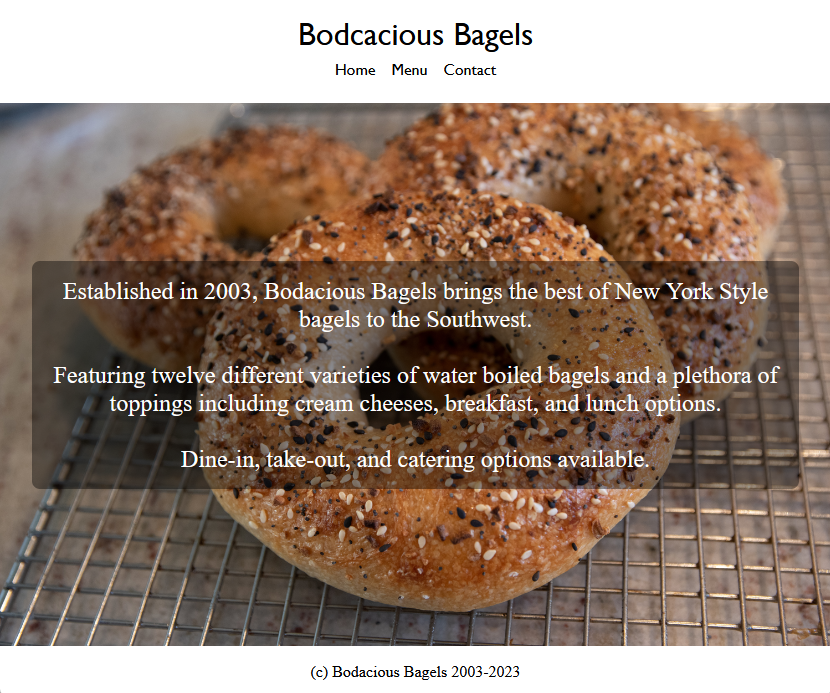 Bodcacious Bagels
Home Menu Contact
Established in 2003, Bodacious Bagels brings the best of New York Style
bagels to the Southwest.
Featuring twelve different varieties of water boiled bagels and a plethora of
toppings including cream cheeses, breakfast, and lunch options.
Dine-in, take-out, and catering options available.
(c) Bodacious Bagels 2003-2023